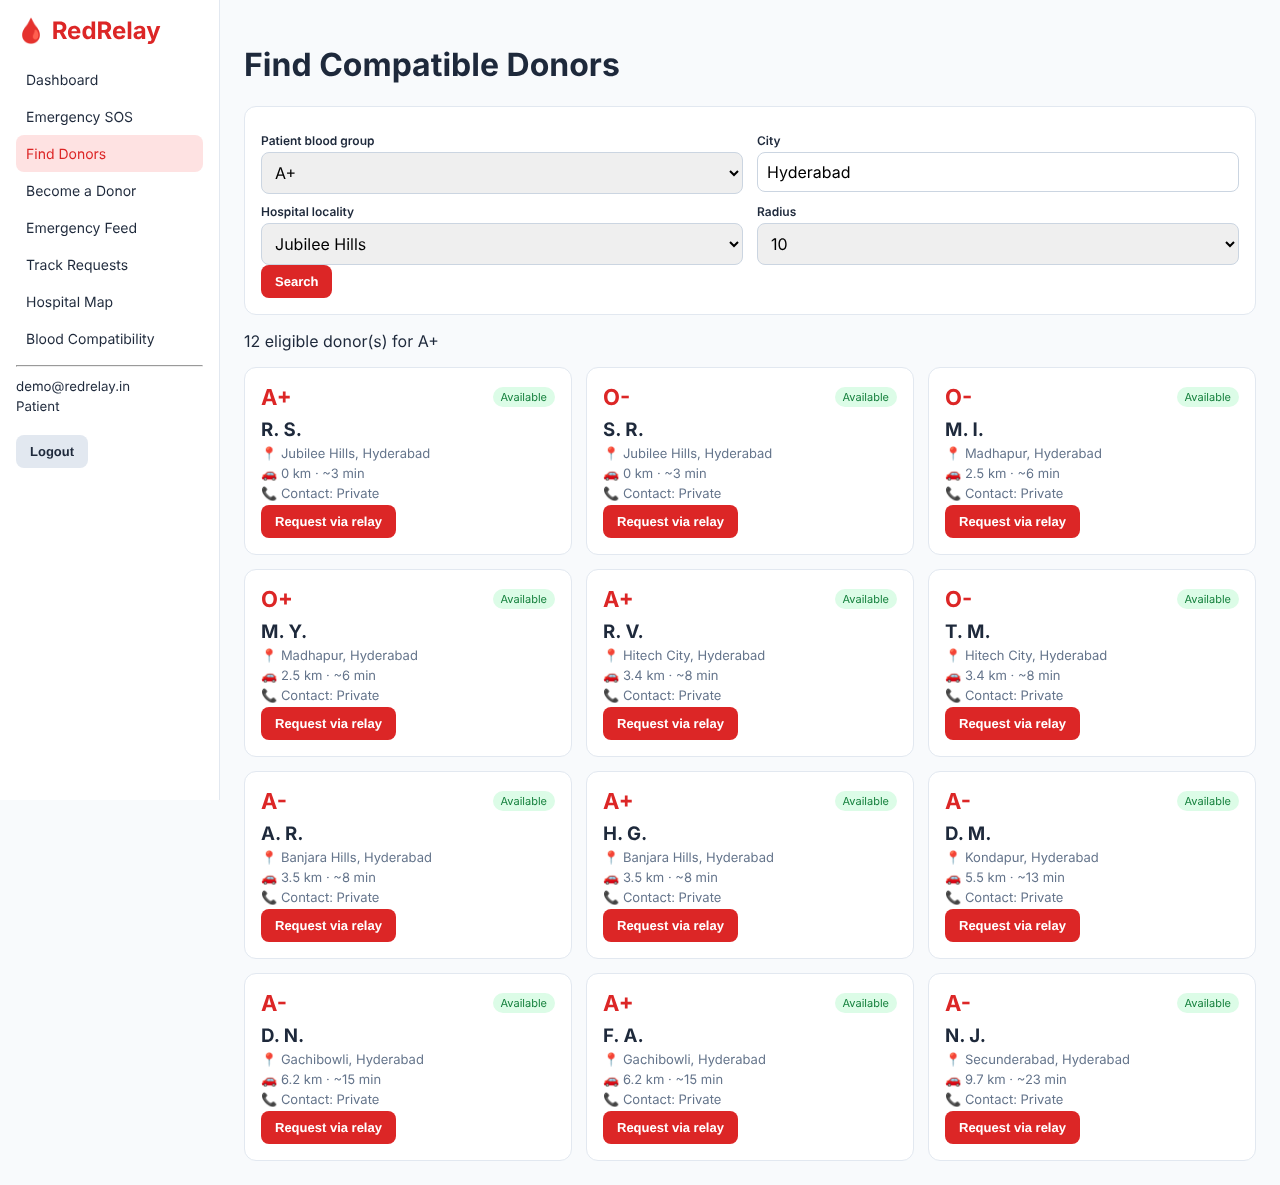 RedRelay
Dashboard
Emergency SOS
Find Donors
Become a Donor
Emergency Feed
Track Requests
Hospital Map
Blood Compatibility
demo@redrelay.in
Patient
Logout
Find Compatible Donors
Patient blood group
A+
City
Hyderabad
Hospital locality
Jubilee Hills
Radius
10
Search
12 eligible donor(s) for A+
A+
Available
R. S.
Jubilee Hills, Hyderabad
0 km · ~3 min
Contact: Private
Request via relay
O-
Available
S. R.
Jubilee Hills, Hyderabad
0 km · ~3 min
Contact: Private
Request via relay
O-
Available
M. I.
Madhapur, Hyderabad
2.5 km · ~6 min
Contact: Private
Request via relay
O+
Available
M. Y.
Madhapur, Hyderabad
2.5 km · ~6 min
Contact: Private
Request via relay
A+
Available
R. V.
Hitech City, Hyderabad
3.4 km · ~8 min
Contact: Private
Request via relay
O-
Available
T. M.
Hitech City, Hyderabad
3.4 km · ~8 min
Contact: Private
Request via relay
A-
Available
A. R.
Banjara Hills, Hyderabad
3.5 km · ~8 min
Contact: Private
Request via relay
A+
Available
H. G.
Banjara Hills, Hyderabad
3.5 km · ~8 min
Contact: Private
Request via relay
A-
Available
D. M.
Kondapur, Hyderabad
5.5 km · ~13 min
Contact: Private
Request via relay
A-
Available
D. N.
Gachibowli, Hyderabad
6.2 km · ~15 min
Contact: Private
Request via relay
A+
Available
F. A.
Gachibowli, Hyderabad
6.2 km · ~15 min
Contact: Private
Request via relay
A-
Available
N. J.
Secunderabad, Hyderabad
9.7 km · ~23 min
Contact: Private
Request via relay